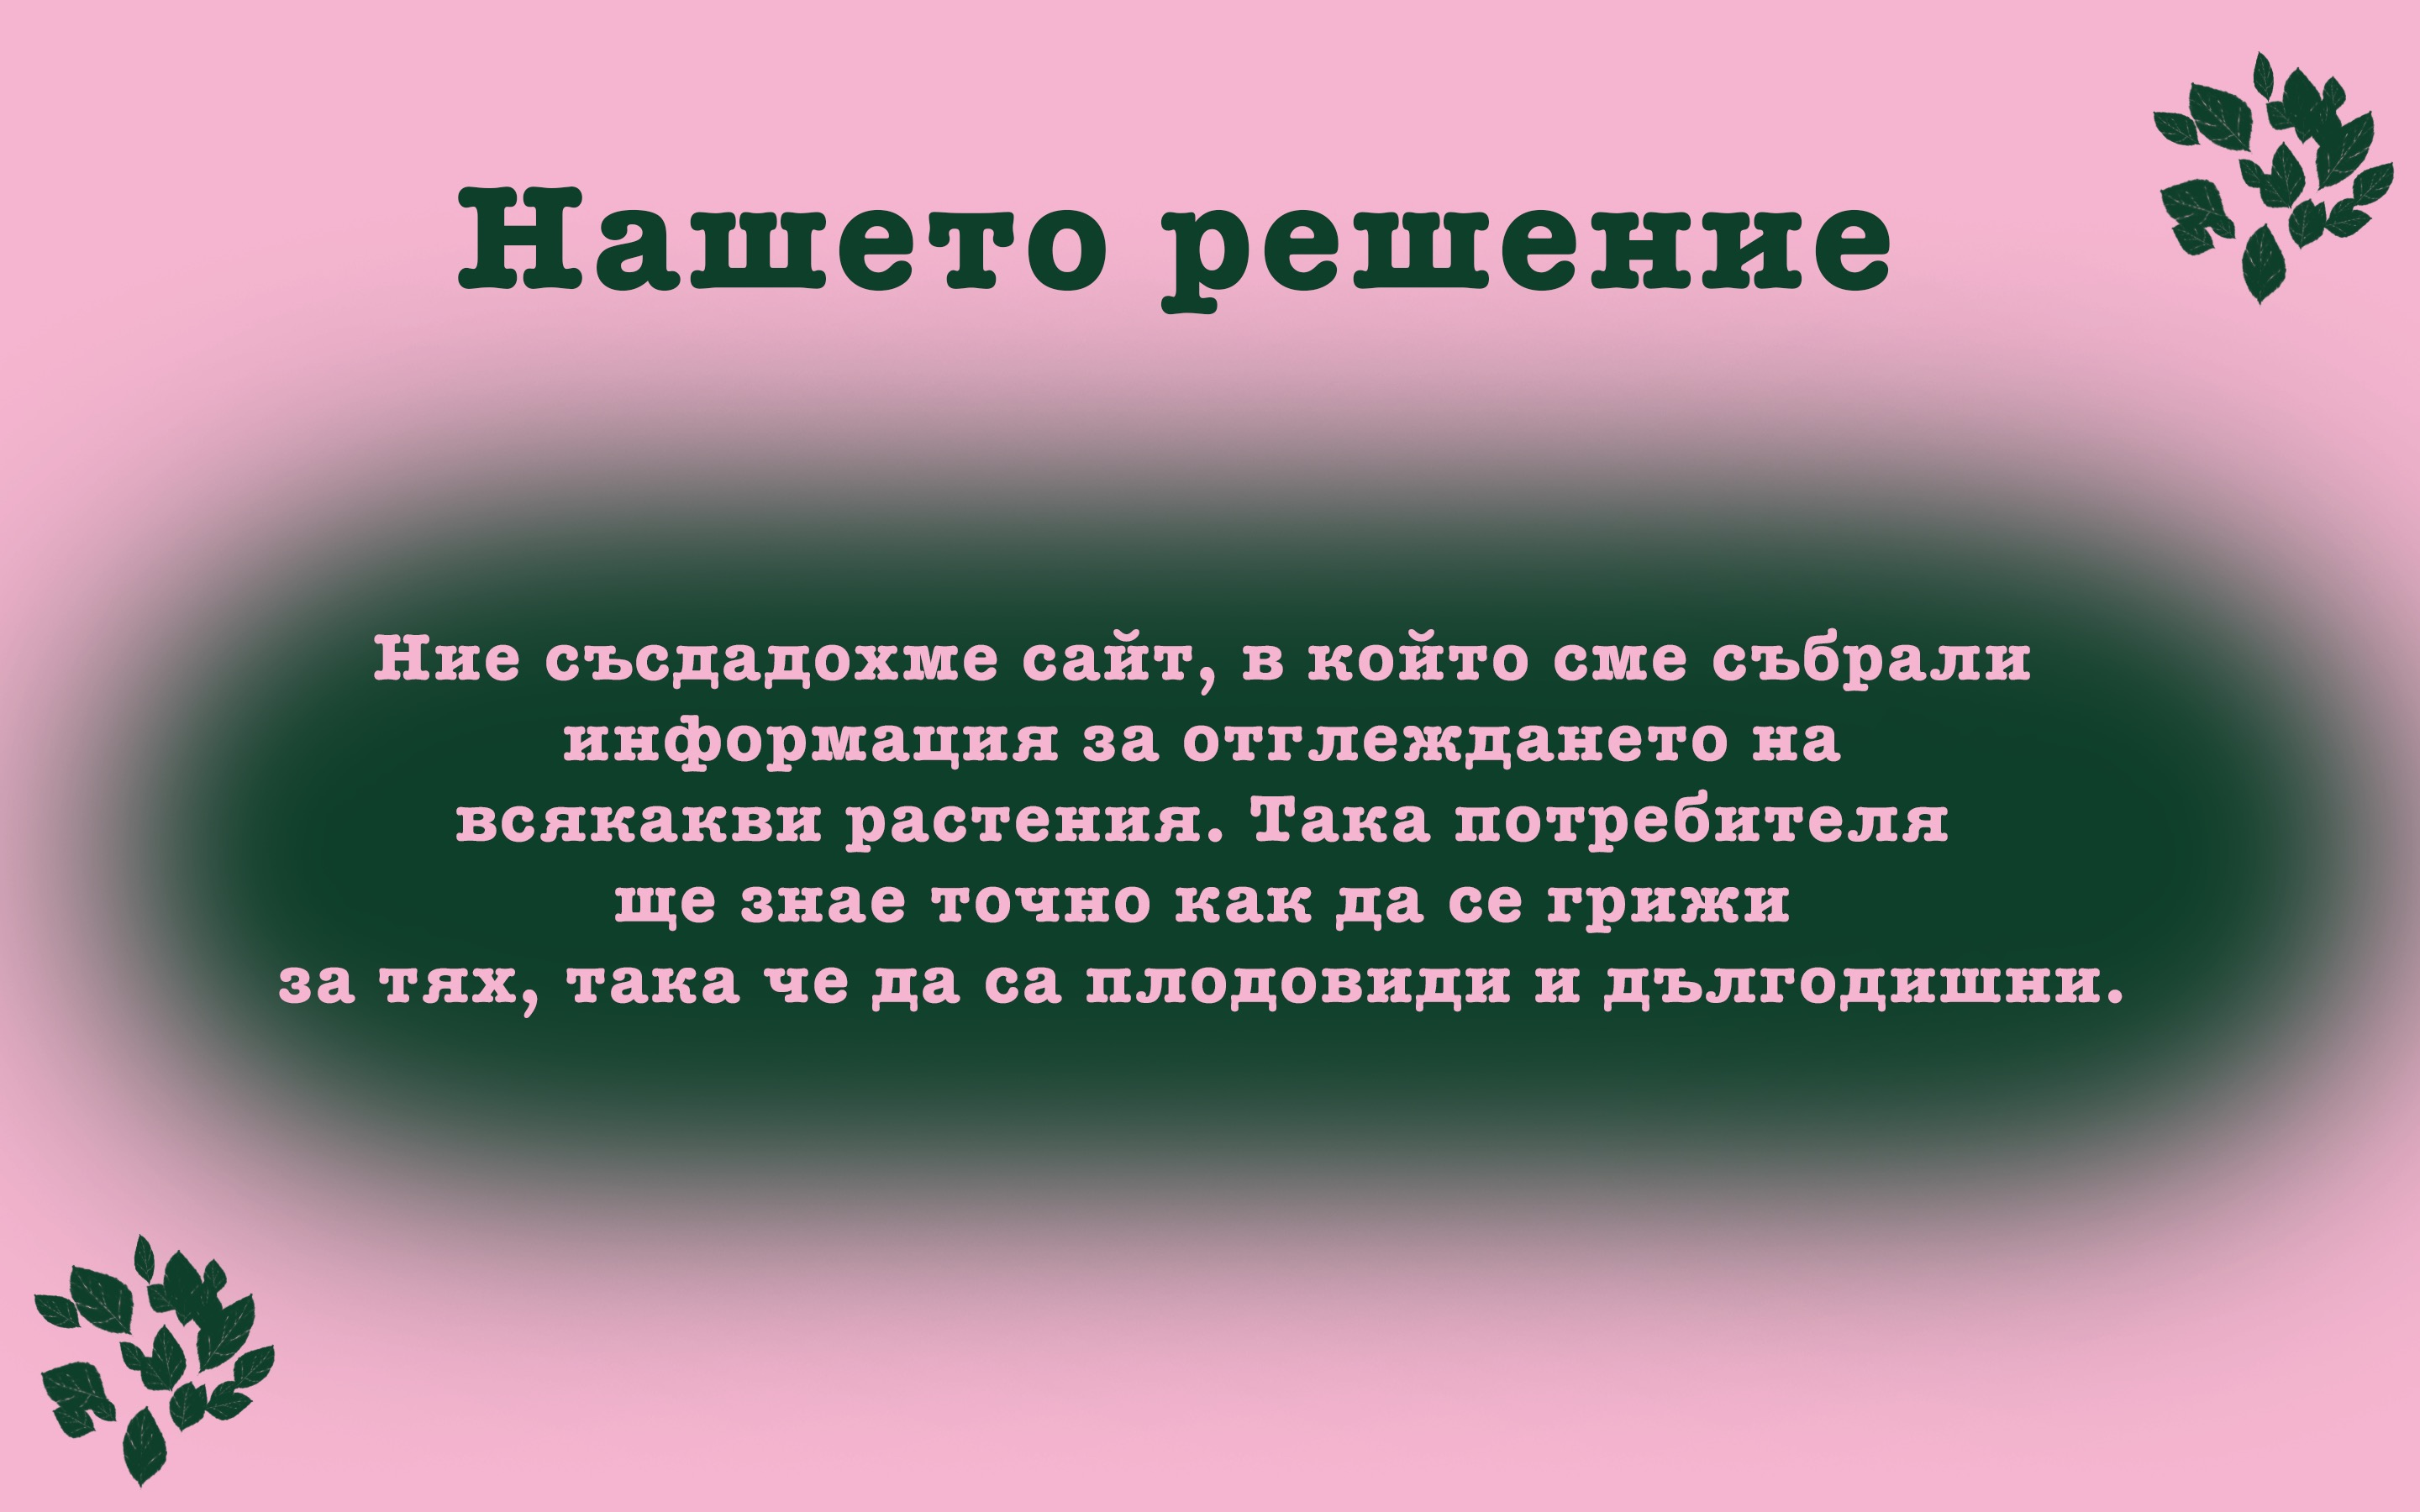 Нашето решение
Ние съсдадохме сайт, в който сме събрали
информация за отглеждането на
всякакви растения. Така потребителя
ще знае точно как да се грижи
за тях, така че да са плодовиди и дългодишни.